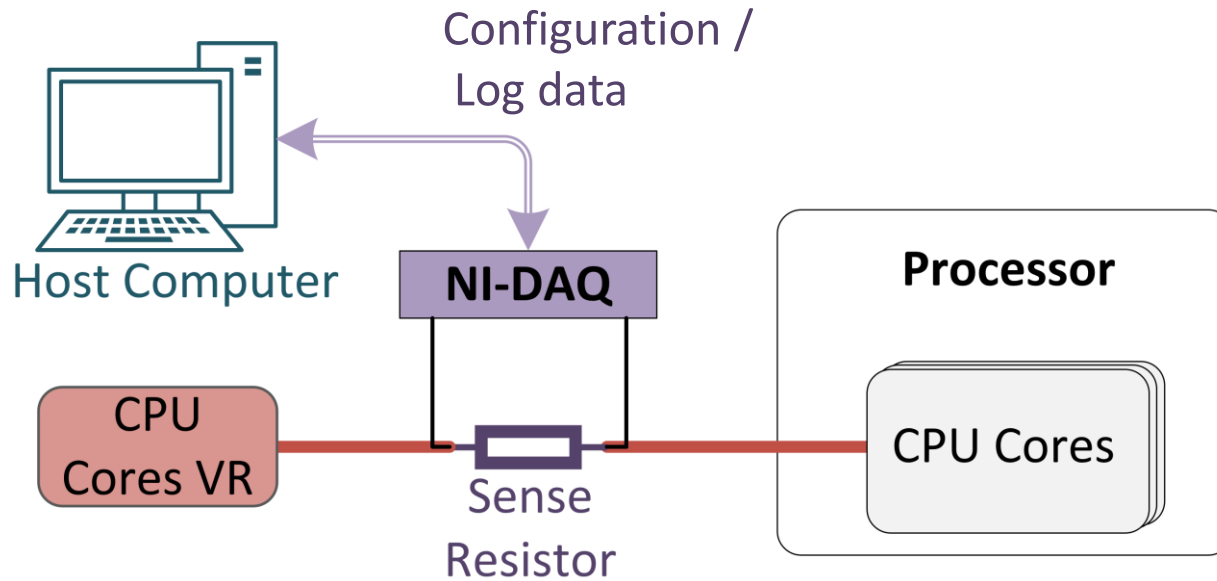 Configuration /
Log data
Host Computer
NI-DAQ
Processor
CPU
Cores VR
CPU Cores
Sense
Resistor